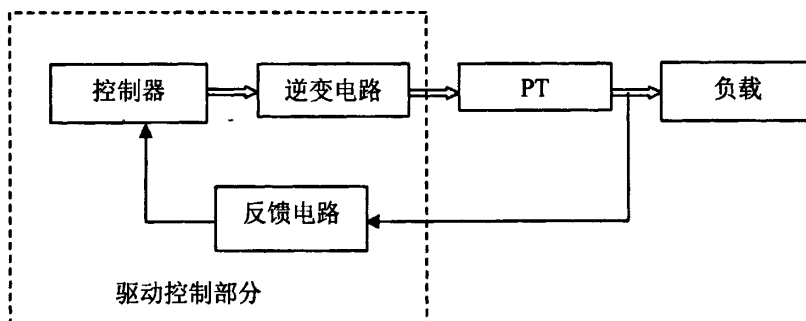 控制器
逆变电路
PT
负载
反馈电路
驱动控制部分